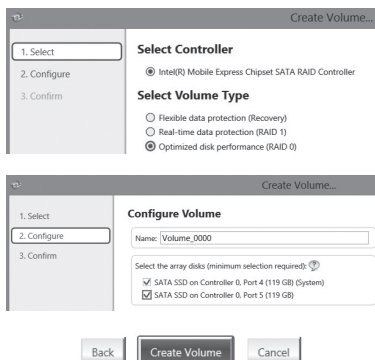 Create Volume...
1. Select
2. Configure
3. Confirm
Select Controller
Intel(R) Mobile Express Chipset SATA RAID Controller
Select Volume Type
Flexible data protection (Recovery)
Real-time data protection (RAID 1)
Optimized disk performance (RAID 0)
Create Volume...
1. Select
2. Configure
3. Confirm
Configure Volume
Name: Volume_0000
Select the array disks (minimum selection required): ?
SATA SSD on Controller 0, Port 4 (119 GB) (System)
SATA SSD on Controller 0, Port 5 (119 GB)
Back
Create Volume
Cancel